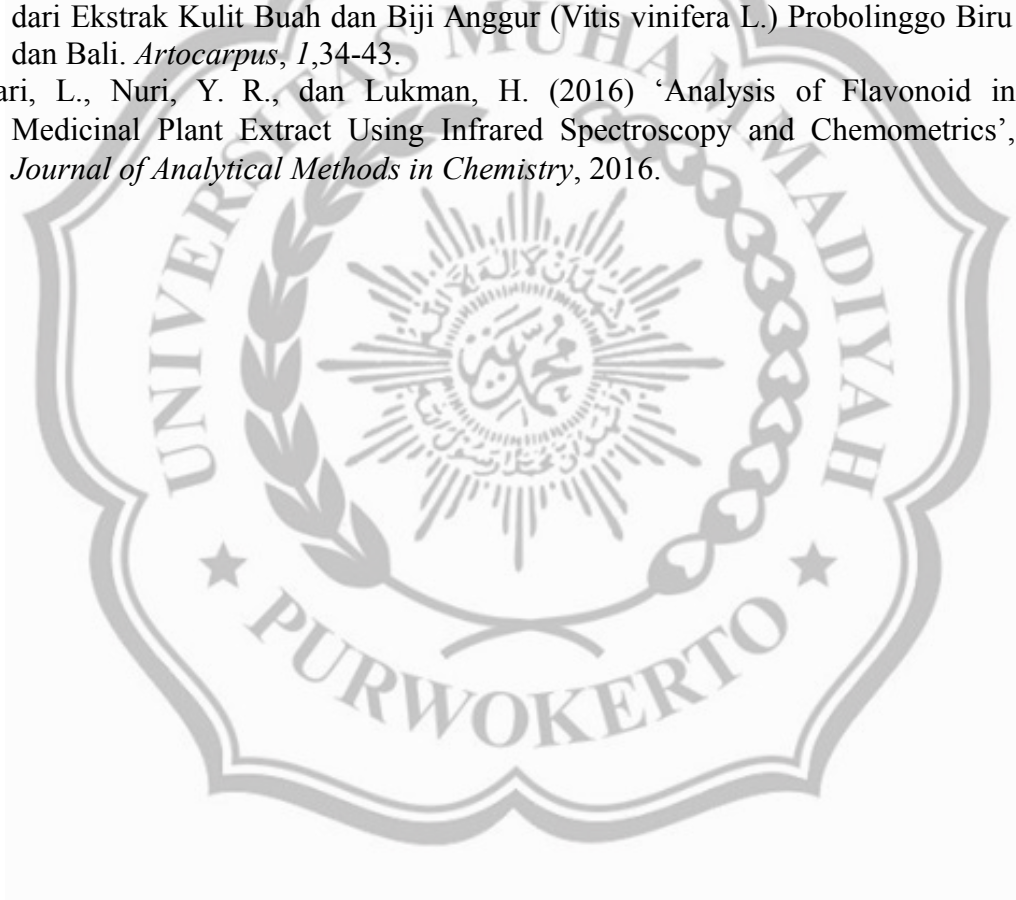 dari Ekstrak Kulit Buah dan Biji Anggur (Vitis vinifera L.) Probolinggo Biru
dan Bali. Artocarpus, 1,34-43.
ari, L., Nuri, Y. R., dan Lukman, H. (2016) ‘Analysis of Flavonoid in
Medicinal Plant Extract Using Infrared Spectroscopy and Chemometrics’,
Journal of Analytical Methods in Chemistry, 2016.
UNIVERSITAS MUHAMMADIYAH
PURWOKERTO